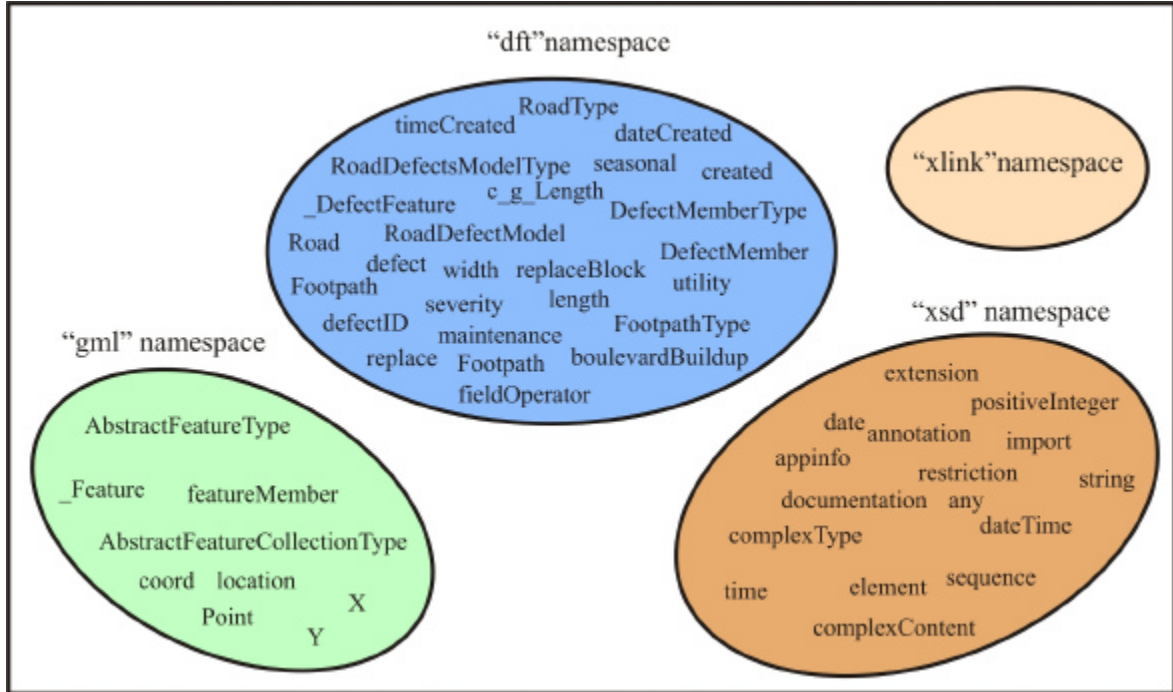 “dft”namespace
RoadType
timeCreated
dateCreated
RoadDefectsModelType
seasonal
created
c_g_Length
_DefectFeature
DefectMemberType
Road
RoadDefectModel
DefectMember
defect
width
replaceBlock
utility
Footpath
severity
length
defectID
maintenance
FootpathType
replace
Footpath
boulevardBuildup
fieldOperator
“xlink”namespace
“gml” namespace
AbstractFeatureType
_Feature
featureMember
AbstractFeatureCollectionType
coord
location
X
Point
Y
“xsd” namespace
extension
positiveInteger
date
annotation
import
appinfo
restriction
string
documentation
any
dateTime
complexType
time
element
sequence
complexContent